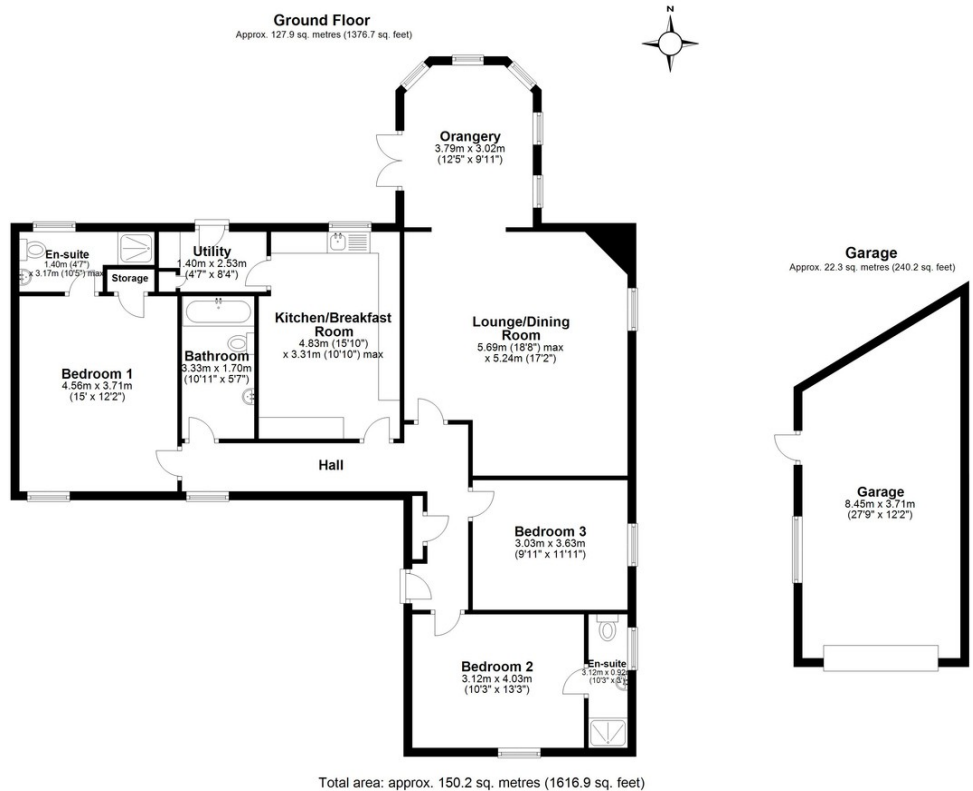 Ground Floor
Approx. 127.9 sq. metres (1376.7 sq. feet)
N
Orangery
3.79m x 3.02m
(12'5" x 9'11")
En-suite
1.40m (4'7")
x 3.17m (10'5") max
Storage
Utility
1.40m x 2.53m
(4'7" x 8'4")
Kitchen/Breakfast
Room
4.83m (15'10")
x 3.31m (10'10") max
Lounge/Dining
Room
5.69m (18'8") max
x 5.24m (17'2")
Bedroom 1
4.56m x 3.71m
(15' x 12'2")
Bathroom
3.33m x 1.70m
(10'11" x 5'7")
Hall
Bedroom 3
3.03m x 3.63m
(9'11" x 11'11")
Bedroom 2
3.12m x 4.03m
(10'3" x 13'3")
En-suite
3.12m x 0.92m
(10'3" x 3')
Garage
Approx. 22.3 sq. metres (240.2 sq. feet)
Garage
8.45m x 3.71m
(27'9" x 12'2")
Total area: approx. 150.2 sq. metres (1616.9 sq. feet)